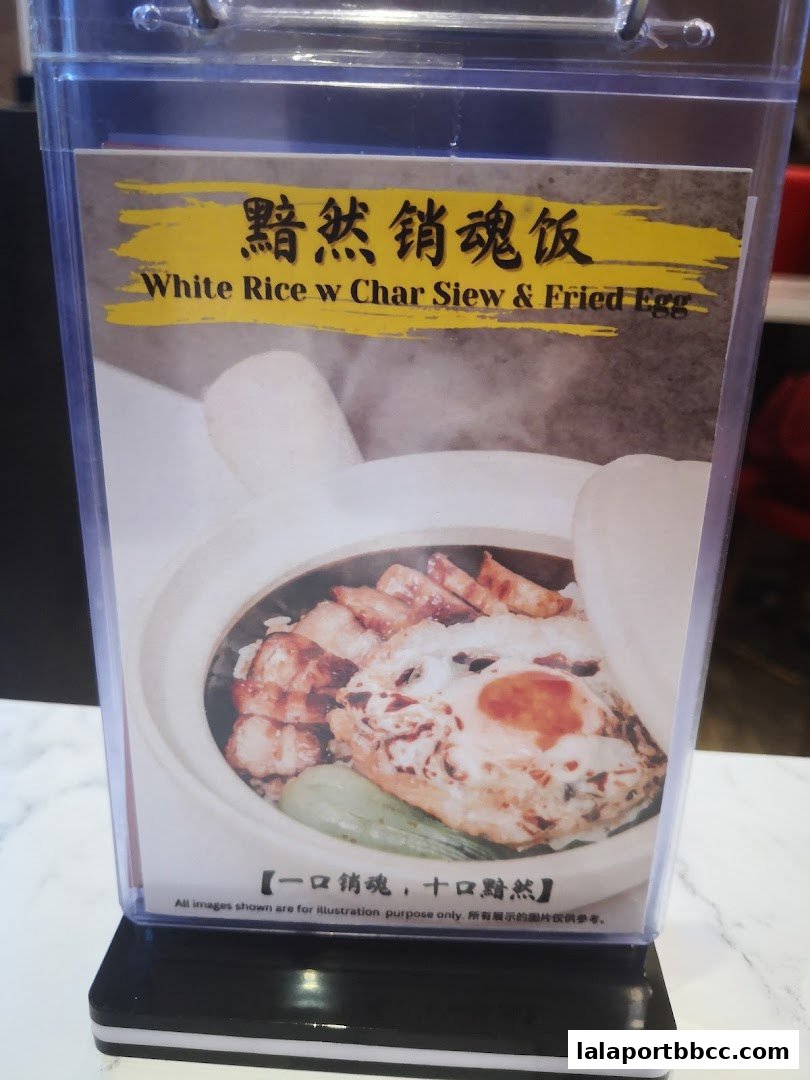 黯然销魂饭
White Rice w Char Siew & Fried Egg
【一口销魂，十口黯然】
All images shown are for illustration purpose only. 所有展示的图片仅供参考。
lalaportbbcc.com